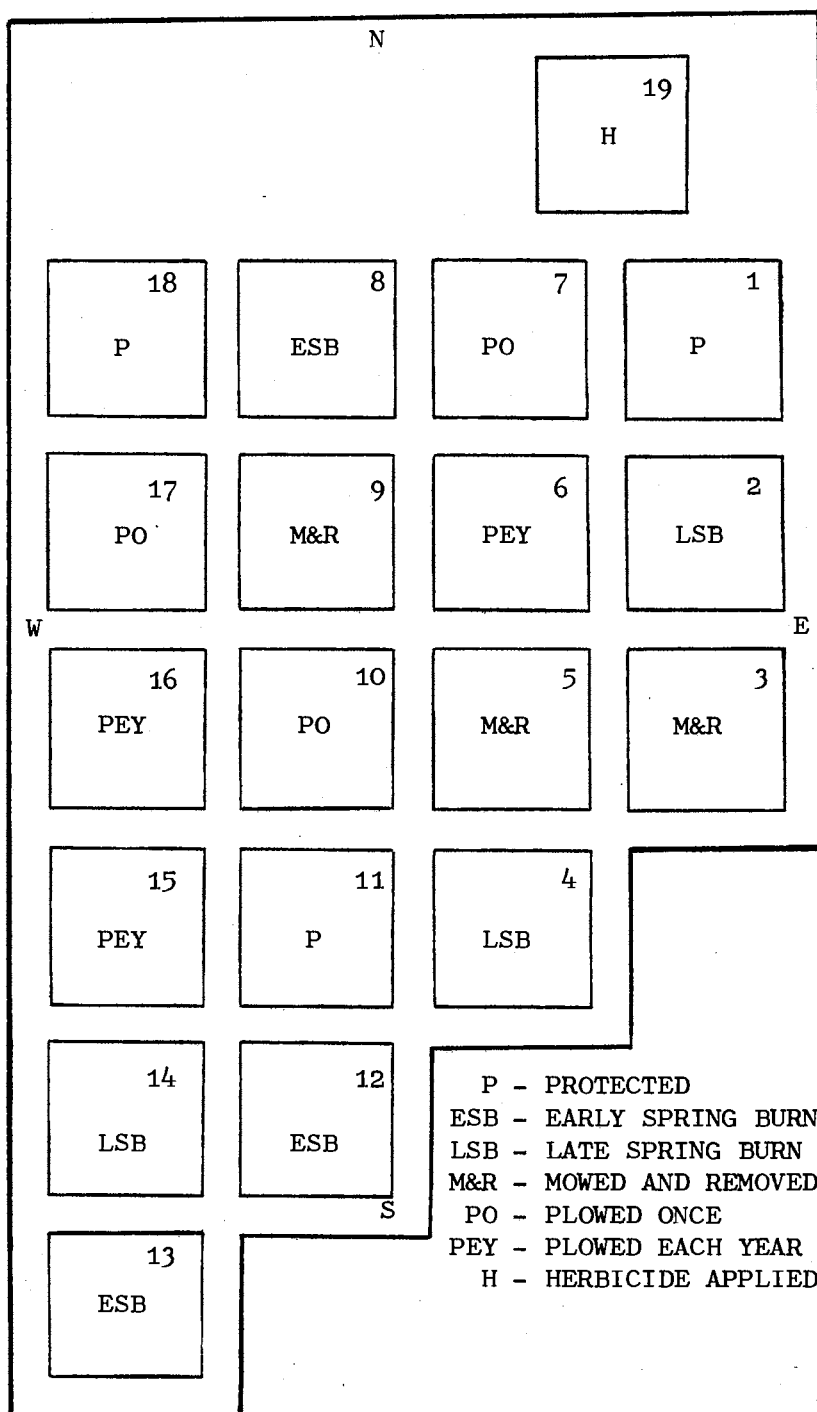 N
19
H
18 8 7 1
P ESB PO P
17 9 6 2
PO M&R PEY LSB
W E
16 10 5 3
PEY PO M&R M&R
15 11 4
PEY P LSB
14 12
LSB ESB
S
13
ESB
P - PROTECTED
ESB - EARLY SPRING BURN
LSB - LATE SPRING BURN
M&R - MOWED AND REMOVED
PO - PLOWED ONCE
PEY - PLOWED EACH YEAR
H - HERBICIDE APPLIED